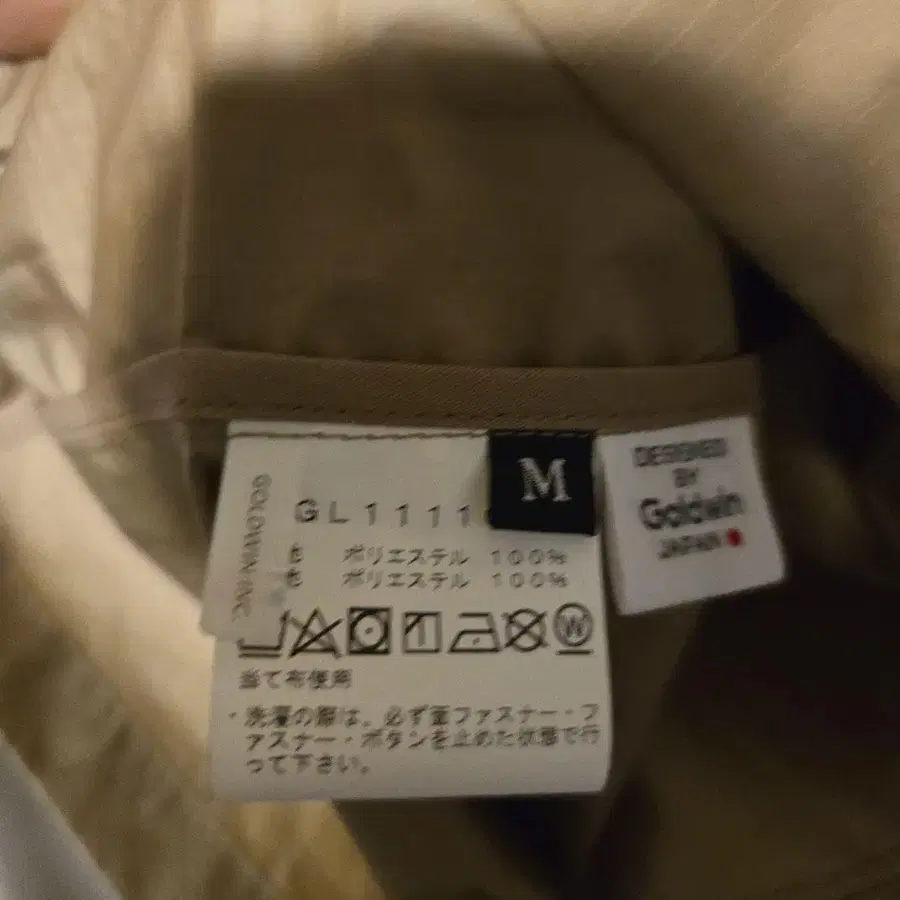 GOLDWIN INC.
GL1111
M
ポリエステル 100%
ポリエステル 100%
W
当て布使用
・洗濯の際は、必ず面ファスナー・フ
ァスナー・ボタンを止めた状態で行
って下さい。
DESIGNED
BY
Goldwin
JAPAN